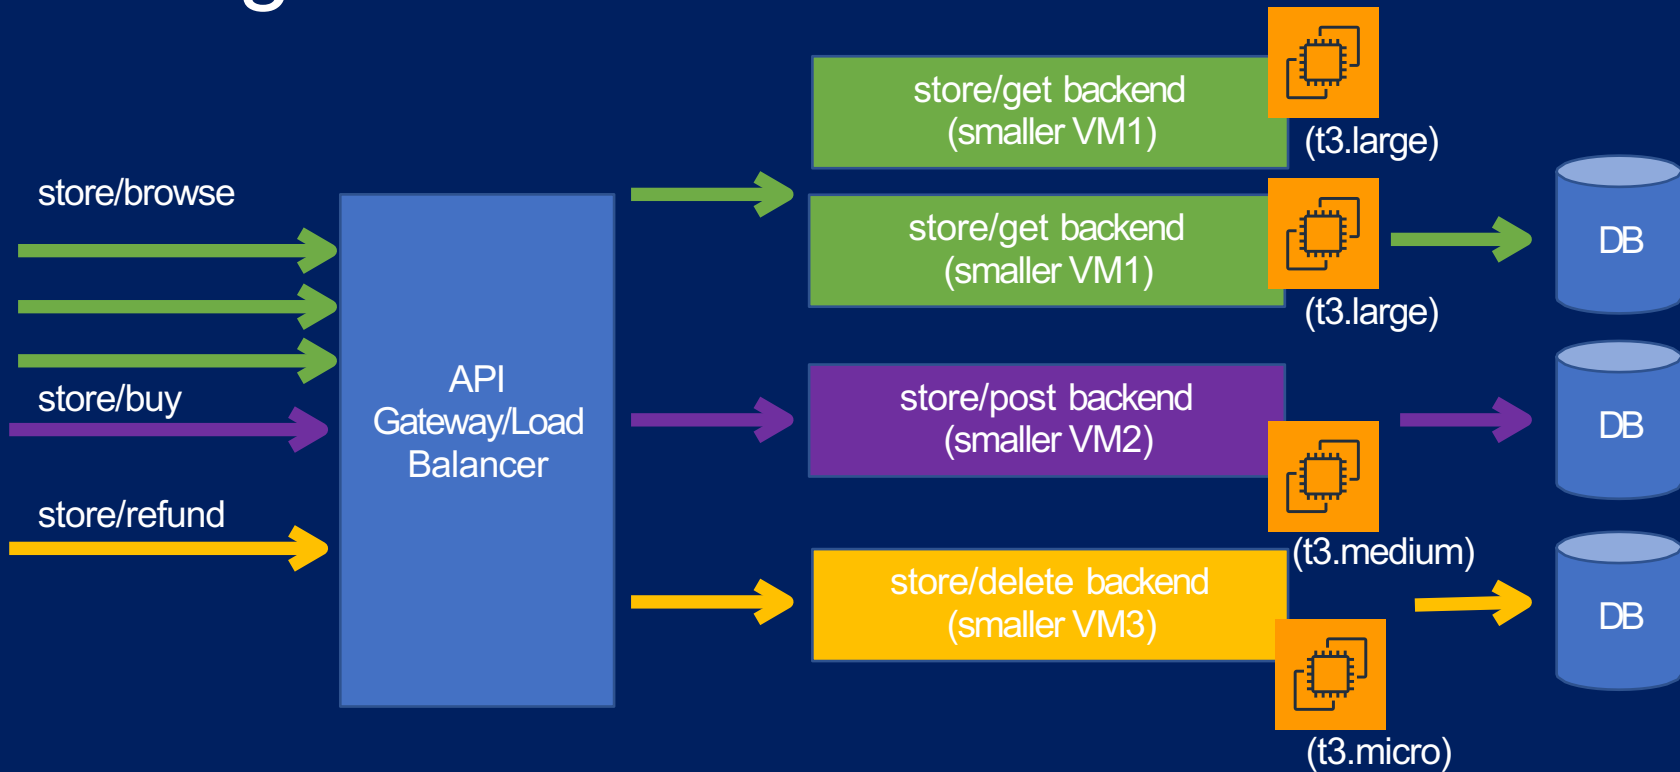 store/get backend
(smaller VM1)
(t3.large)
store/browse
store/get backend
(smaller VM1)
DB
(t3.large)
API
Gateway/Load
Balancer
store/buy
store/post backend
(smaller VM2)
DB
store/refund
(t3.medium)
store/delete backend
(smaller VM3)
DB
(t3.micro)